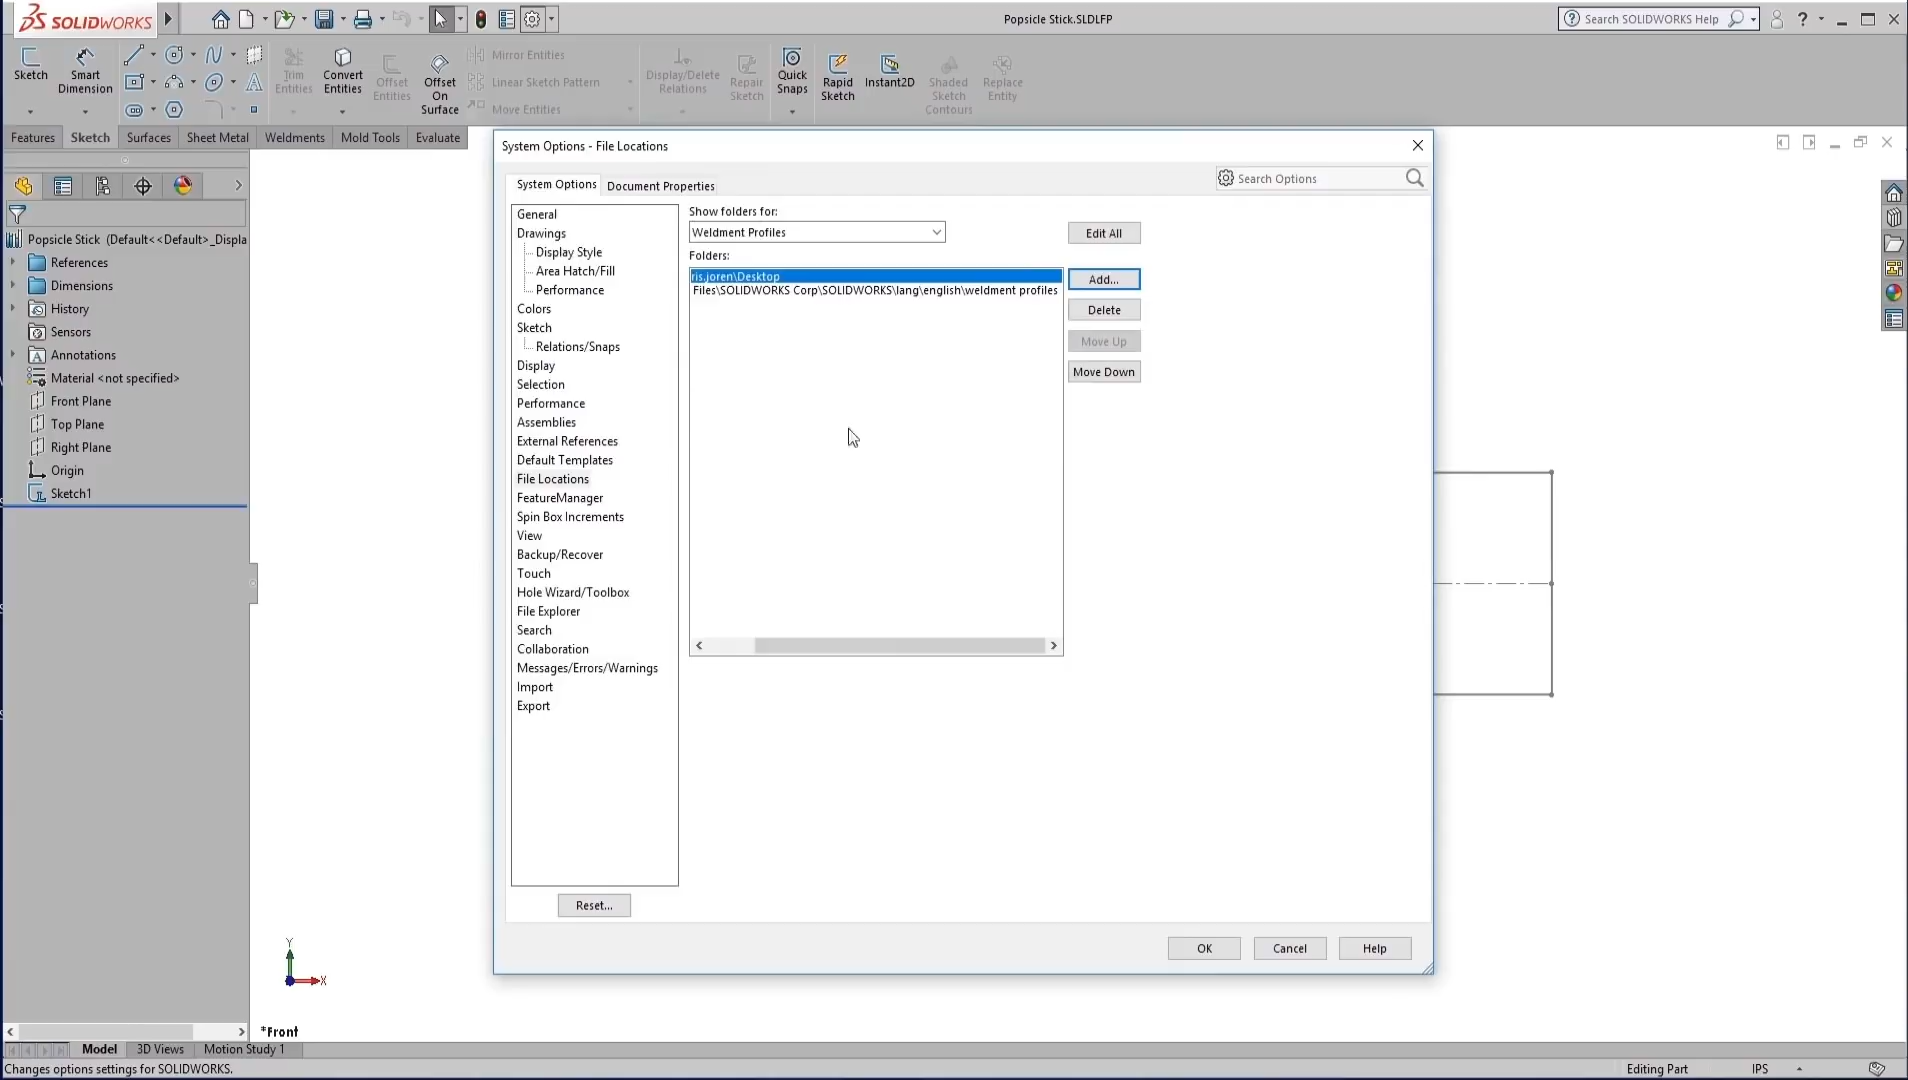 SOLIDWORKS
Popsicle Stick.SLDLFP
Search SOLIDWORKS Help
?
Sketch
Smart Dimension
Trim Entities
Convert Entities
Offset Entities
Offset On Surface
Mirror Entities
Linear Sketch Pattern
Move Entities
Display/Delete Relations
Repair Sketch
Quick Snaps
Rapid Sketch
Instant2D
Shaded Sketch Contours
Replace Entity
Features
Sketch
Surfaces
Sheet Metal
Weldments
Mold Tools
Evaluate
Popsicle Stick (Default<<Default>_Displa
References
Dimensions
History
Sensors
Annotations
Material <not specified>
Front Plane
Top Plane
Right Plane
Origin
Sketch1
System Options - File Locations
System Options
Document Properties
Search Options
General
Drawings
Display Style
Area Hatch/Fill
Performance
Colors
Sketch
Relations/Snaps
Display
Selection
Performance
Assemblies
External References
Default Templates
File Locations
FeatureManager
Spin Box Increments
View
Backup/Recover
Touch
Hole Wizard/Toolbox
File Explorer
Search
Collaboration
Messages/Errors/Warnings
Import
Export
Reset...
Show folders for:
Weldment Profiles
Folders:
ris.joren\Desktop
Files\SOLIDWORKS Corp\SOLIDWORKS\lang\english\weldment profiles
Edit All
Add...
Delete
Move Up
Move Down
OK
Cancel
Help
Y
X
*Front
Model
3D Views
Motion Study 1
Changes options settings for SOLIDWORKS.
Editing Part
IPS